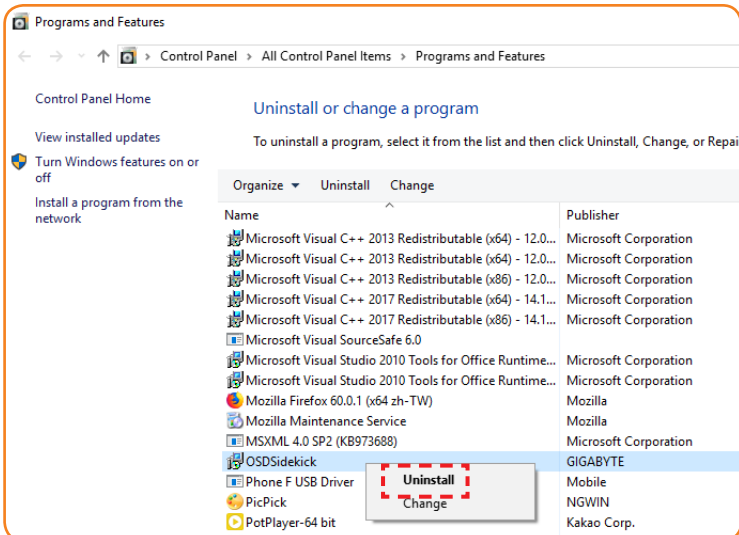 Programs and Features
Control Panel > All Control Panel Items > Programs and Features
Control Panel Home
View installed updates
Turn Windows features on or
off
Install a program from the
network
Uninstall or change a program
To uninstall a program, select it from the list and then click Uninstall, Change, or Repai
Organize Uninstall Change
Name Publisher
Microsoft Visual C++ 2013 Redistributable (x64) - 12.0... Microsoft Corporation
Microsoft Visual C++ 2013 Redistributable (x64) - 12.0... Microsoft Corporation
Microsoft Visual C++ 2013 Redistributable (x86) - 12.0... Microsoft Corporation
Microsoft Visual C++ 2017 Redistributable (x64) - 14.1... Microsoft Corporation
Microsoft Visual C++ 2017 Redistributable (x86) - 14.1... Microsoft Corporation
Microsoft Visual SourceSafe 6.0
Microsoft Visual Studio 2010 Tools for Office Runtime... Microsoft Corporation
Microsoft Visual Studio 2010 Tools for Office Runtime... Microsoft Corporation
Mozilla Firefox 60.0.1 (x64 zh-TW) Mozilla
Mozilla Maintenance Service Mozilla
MSXML 4.0 SP2 (KB973688) Microsoft Corporation
OSDSidekick GIGABYTE
Phone F USB Driver Uninstall Mobile
PicPick Change NGWIN
PotPlayer-64 bit Kakao Corp.